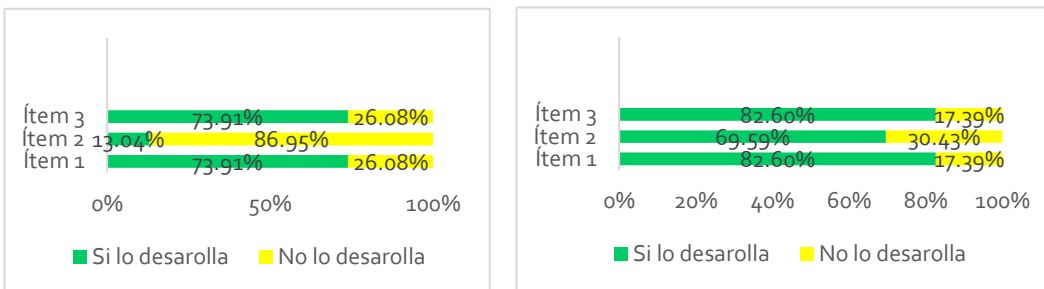 Ítem 3 73.91% 26.08%
Ítem 2 13.04% 86.95%
Ítem 1 73.91% 26.08%
0% 50% 100%
Si lo desarolla No lo desarolla
Ítem 3 82.60% 17.39%
Ítem 2 69.59% 30.43%
Ítem 1 82.60% 17.39%
0% 20% 40% 60% 80% 100%
Si lo desarolla No lo desarolla